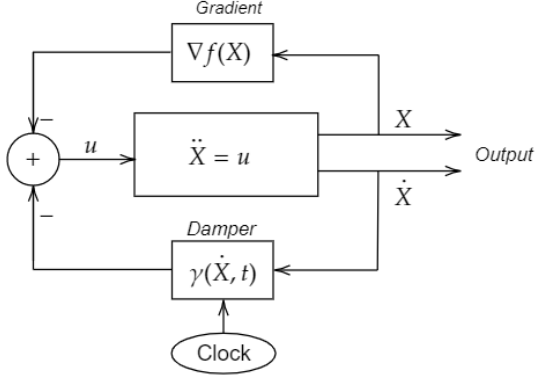 Gradient
∇f(X)
−
X
+
u
Ẍ = u
Output
Ẋ
−
Damper
γ(Ẋ, t)
Clock